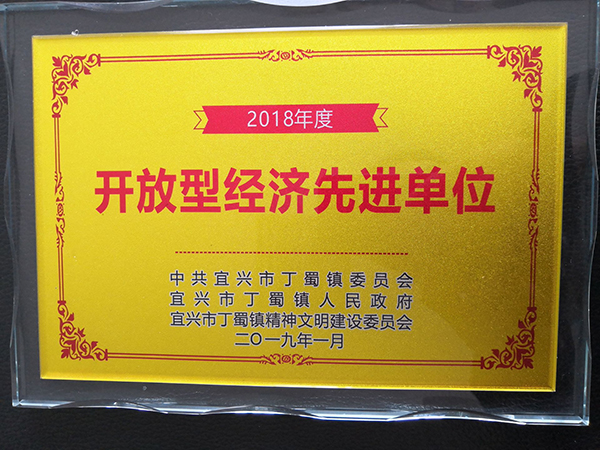 2018年度
开放型经济先进单位
中共宜兴市丁蜀镇委员会
宜兴市丁蜀镇人民政府
宜兴市丁蜀镇精神文明建设委员会
二〇一九年一月